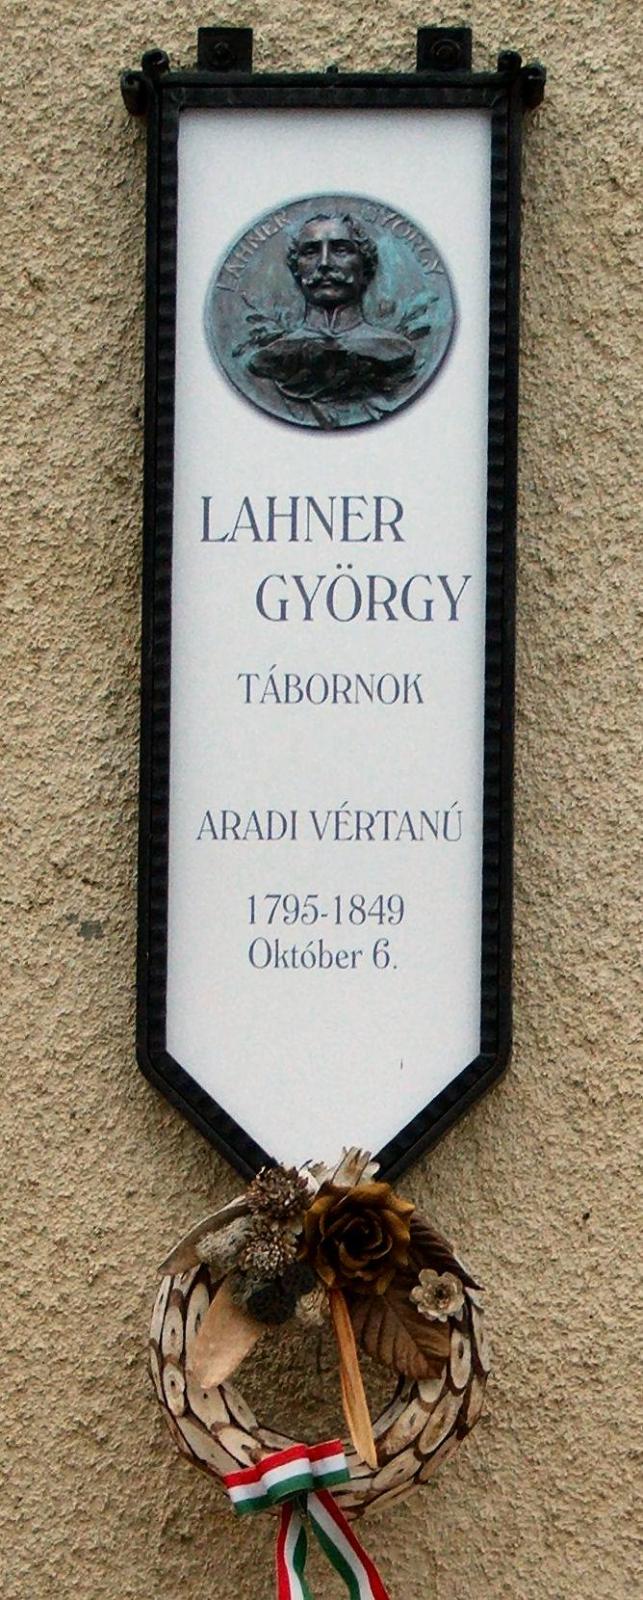 LAHNER GYÖRGY
LAHNER
GYÖRGY
TÁBORNOK
ARADI VÉRTANÚ
1795-1849
Október 6.